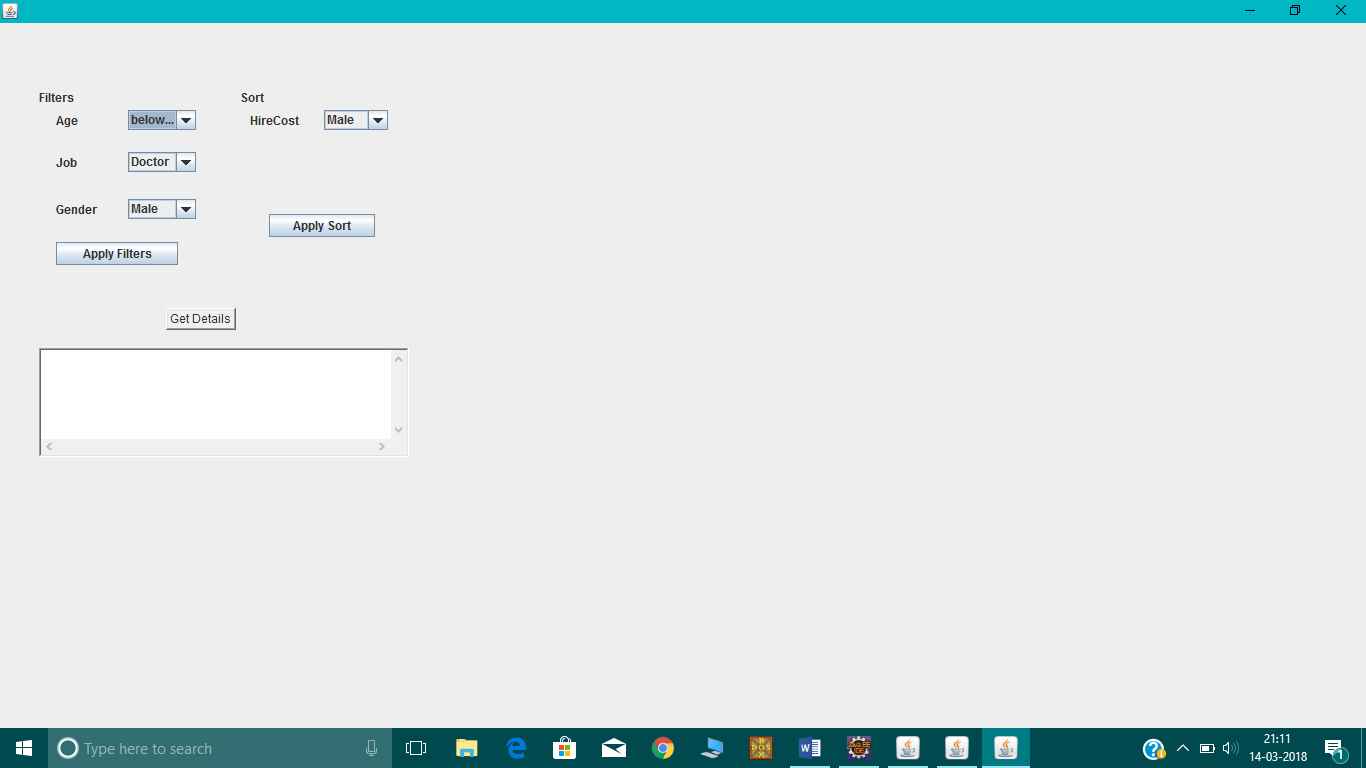 Filters
Sort
Age
below...
HireCost
Male
Job
Doctor
Gender
Male
Apply Sort
Apply Filters
Get Details
Type here to search
21:11
14-03-2018
1